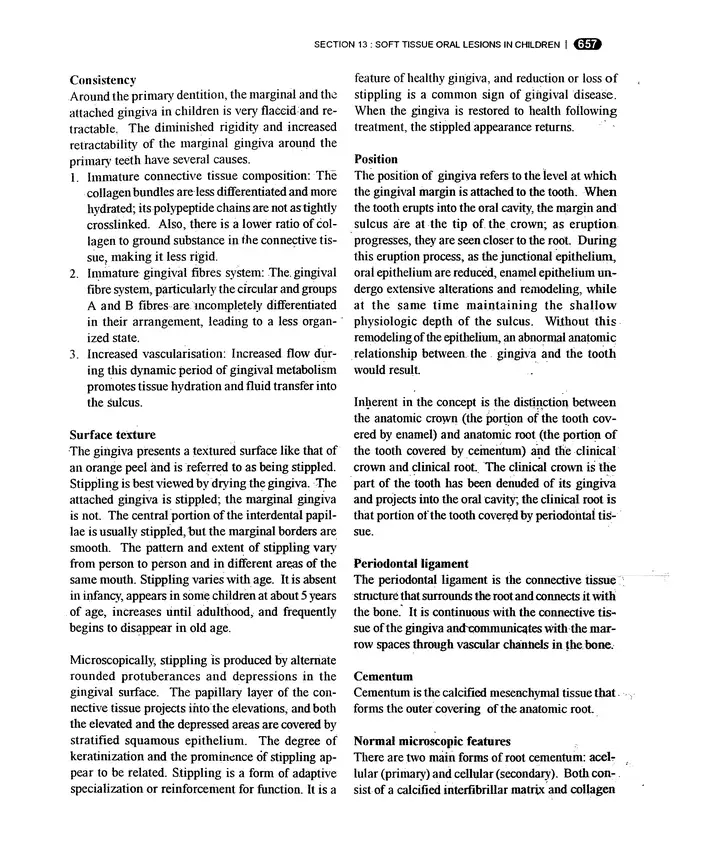 SECTION 13 : SOFT TISSUE ORAL LESIONS IN CHILDREN | 657
Consistency
Around the primary dentition, the marginal and the
attached gingiva in children is very flaccid and re-
tractable. The diminished rigidity and increased
retractability of the marginal gingiva around the
primary teeth have several causes.
1. Immature connective tissue composition: The
collagen bundles are less differentiated and more
hydrated; its polypeptide chains are not as tightly
crosslinked. Also, there is a lower ratio of col-
lagen to ground substance in the connective tis-
sue, making it less rigid.
2. Immature gingival fibres system: The gingival
fibre system, particularly the circular and groups
A and B fibres are incompletely differentiated
in their arrangement, leading to a less organ-
ized state.
3. Increased vascularisation: Increased flow dur-
ing this dynamic period of gingival metabolism
promotes tissue hydration and fluid transfer into
the sulcus.
Surface texture
The gingiva presents a textured surface like that of
an orange peel and is referred to as being stippled.
Stippling is best viewed by drying the gingiva. The
attached gingiva is stippled; the marginal gingiva
is not. The central portion of the interdental papil-
lae is usually stippled, but the marginal borders are
smooth. The pattern and extent of stippling vary
from person to person and in different areas of the
same mouth. Stippling varies with age. It is absent
in infancy, appears in some children at about 5 years
of age, increases until adulthood, and frequently
begins to disappear in old age.
Microscopically, stippling is produced by alternate
rounded protuberances and depressions in the
gingival surface. The papillary layer of the con-
nective tissue projects into the elevations, and both
the elevated and the depressed areas are covered by
stratified squamous epithelium. The degree of
keratinization and the prominence of stippling ap-
pear to be related. Stippling is a form of adaptive
specialization or reinforcement for function. It is a
feature of healthy gingiva, and reduction or loss of
stippling is a common sign of gingival disease.
When the gingiva is restored to health following
treatment, the stippled appearance returns.
Position
The position of gingiva refers to the level at which
the gingival margin is attached to the tooth. When
the tooth erupts into the oral cavity, the margin and
sulcus are at the tip of the crown; as eruption
progresses, they are seen closer to the root. During
this eruption process, as the junctional epithelium,
oral epithelium are reduced, enamel epithelium un-
dergo extensive alterations and remodeling, while
at the same time maintaining the shallow
physiologic depth of the sulcus. Without this
remodeling of the epithelium, an abnormal anatomic
relationship between the gingiva and the tooth
would result.
Inherent in the concept is the distinction between
the anatomic crown (the portion of the tooth cov-
ered by enamel) and anatomic root (the portion of
the tooth covered by cementum) and the clinical
crown and clinical root. The clinical crown is the
part of the tooth has been denuded of its gingiva
and projects into the oral cavity; the clinical root is
that portion of the tooth covered by periodontal tis-
sue.
Periodontal ligament
The periodontal ligament is the connective tissue
structure that surrounds the root and connects it with
the bone. It is continuous with the connective tis-
sue of the gingiva and communicates with the mar-
row spaces through vascular channels in the bone.
Cementum
Cementum is the calcified mesenchymal tissue that
forms the outer covering of the anatomic root.
Normal microscopic features
There are two main forms of root cementum: acel-
lular (primary) and cellular (secondary). Both con-
sist of a calcified interfibrillar matrix and collagen